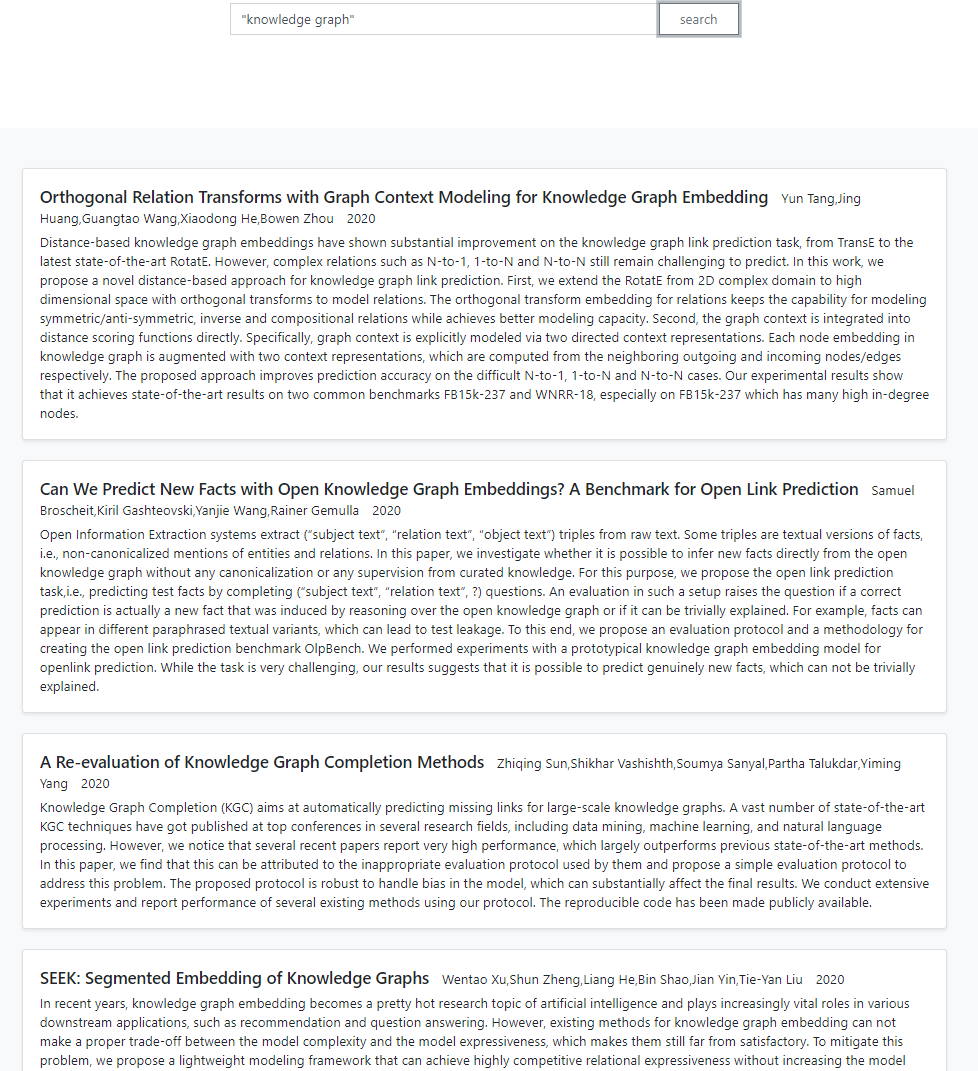 "knowledge graph" search
Orthogonal Relation Transforms with Graph Context Modeling for Knowledge Graph Embedding Yun Tang,Jing
Huang,Guangtao Wang,Xiaodong He,Bowen Zhou 2020
Distance-based knowledge graph embeddings have shown substantial improvement on the knowledge graph link prediction task, from TransE to the
latest state-of-the-art RotatE. However, complex relations such as N-to-1, 1-to-N and N-to-N still remain challenging to predict. In this work, we
propose a novel distance-based approach for knowledge graph link prediction. First, we extend the RotatE from 2D complex domain to high
dimensional space with orthogonal transforms to model relations. The orthogonal transform embedding for relations keeps the capability for modeling
symmetric/anti-symmetric, inverse and compositional relations while achieves better modeling capacity. Second, the graph context is integrated into
distance scoring functions directly. Specifically, graph context is explicitly modeled via two directed context representations. Each node embedding in
knowledge graph is augmented with two context representations, which are computed from the neighboring outgoing and incoming nodes/edges
respectively. The proposed approach improves prediction accuracy on the difficult N-to-1, 1-to-N and N-to-N cases. Our experimental results show
that it achieves state-of-the-art results on two common benchmarks FB15k-237 and WNRR-18, especially on FB15k-237 which has many high in-degree
nodes.
Can We Predict New Facts with Open Knowledge Graph Embeddings? A Benchmark for Open Link Prediction Samuel
Broscheit,Kiril Gashteovski,Yanjie Wang,Rainer Gemulla 2020
Open Information Extraction systems extract (“subject text”, “relation text”, “object text”) triples from raw text. Some triples are textual versions of facts,
i.e., non-canonicalized mentions of entities and relations. In this paper, we investigate whether it is possible to infer new facts directly from the open
knowledge graph without any canonicalization or any supervision from curated knowledge. For this purpose, we propose the open link prediction
task,i.e., predicting test facts by completing (“subject text”, “relation text”, ?) questions. An evaluation in such a setup raises the question if a correct
prediction is actually a new fact that was induced by reasoning over the open knowledge graph or if it can be trivially explained. For example, facts can
appear in different paraphrased textual variants, which can lead to test leakage. To this end, we propose an evaluation protocol and a methodology for
creating the open link prediction benchmark OlpBench. We performed experiments with a prototypical knowledge graph embedding model for
openlink prediction. While the task is very challenging, our results suggests that it is possible to predict genuinely new facts, which can not be trivially
explained.
A Re-evaluation of Knowledge Graph Completion Methods Zhiqing Sun,Shikhar Vashishth,Soumya Sanyal,Partha Talukdar,Yiming
Yang 2020
Knowledge Graph Completion (KGC) aims at automatically predicting missing links for large-scale knowledge graphs. A vast number of state-of-the-art
KGC techniques have got published at top conferences in several research fields, including data mining, machine learning, and natural language
processing. However, we notice that several recent papers report very high performance, which largely outperforms previous state-of-the-art methods.
In this paper, we find that this can be attributed to the inappropriate evaluation protocol used by them and propose a simple evaluation protocol to
address this problem. The proposed protocol is robust to handle bias in the model, which can substantially affect the final results. We conduct extensive
experiments and report performance of several existing methods using our protocol. The reproducible code has been made publicly available.
SEEK: Segmented Embedding of Knowledge Graphs Wentao Xu,Shun Zheng,Liang He,Bin Shao,Jian Yin,Tie-Yan Liu 2020
In recent years, knowledge graph embedding becomes a pretty hot research topic of artificial intelligence and plays increasingly vital roles in various
downstream applications, such as recommendation and question answering. However, existing methods for knowledge graph embedding can not
make a proper trade-off between the model complexity and the model expressiveness, which makes them still far from satisfactory. To mitigate this
problem, we propose a lightweight modeling framework that can achieve highly competitive relational expressiveness without increasing the model